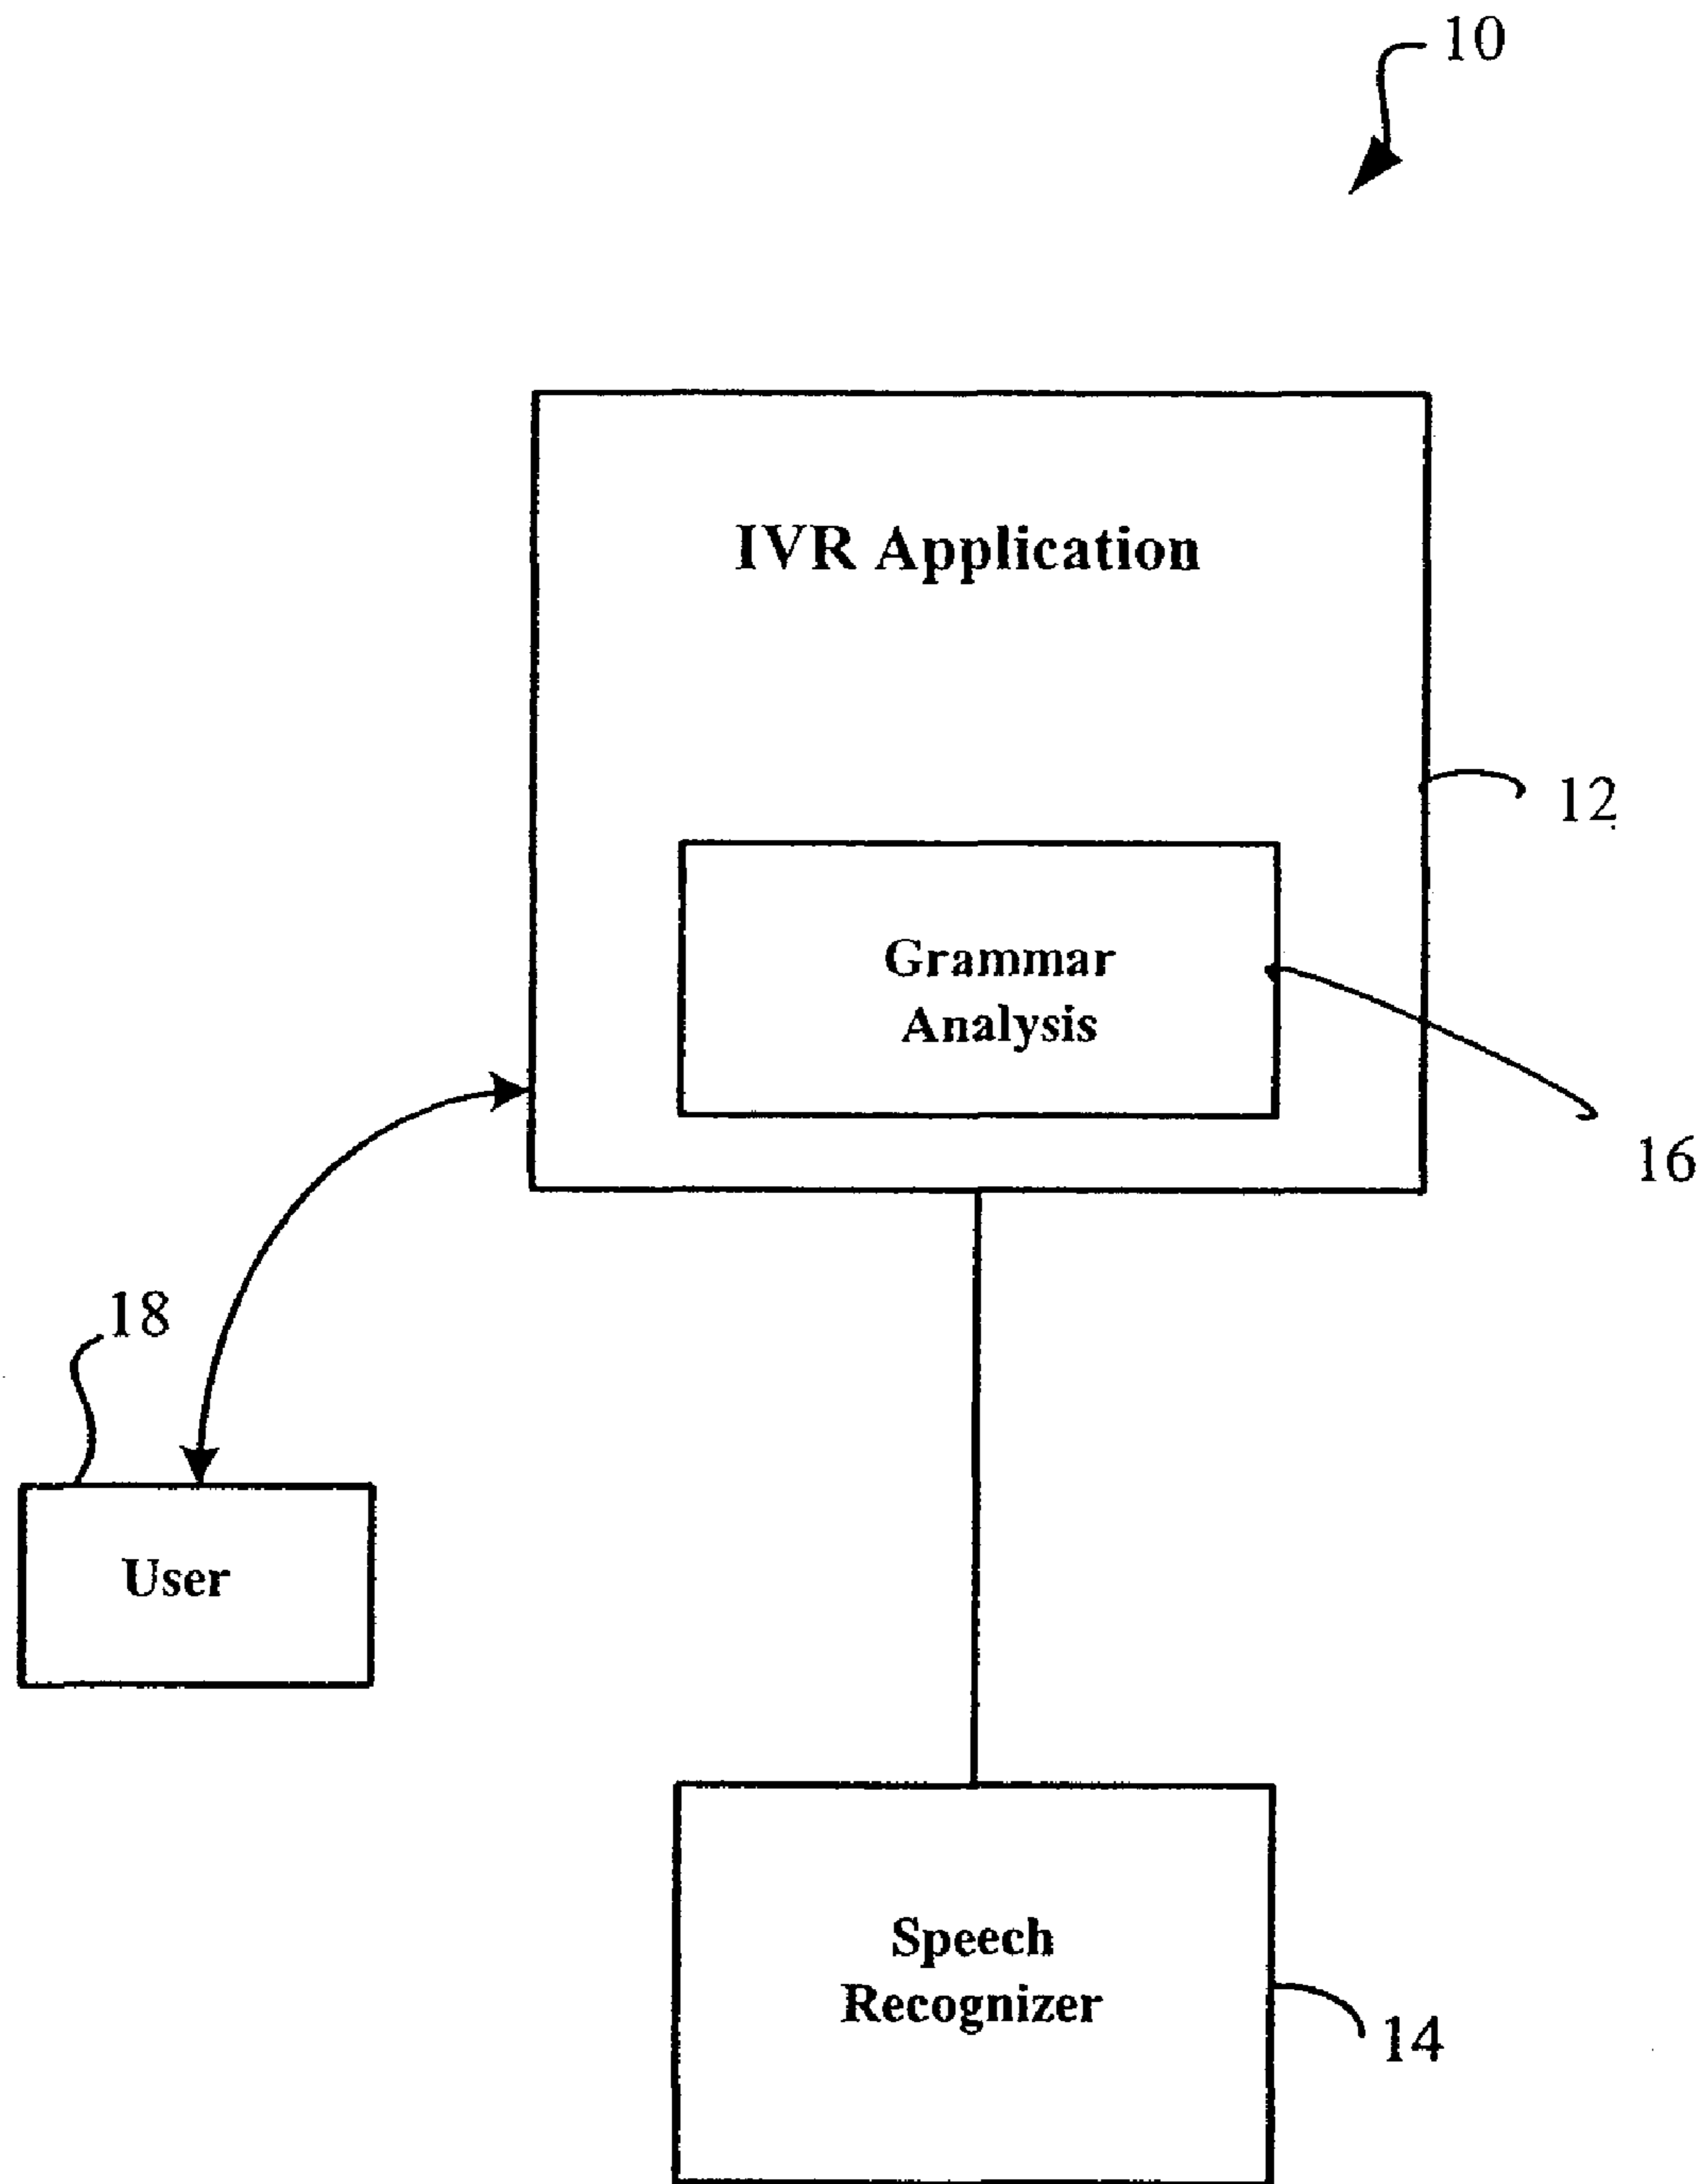 10
IVR Application
12
Grammar
Analysis
16
18
User
Speech
Recognizer
14